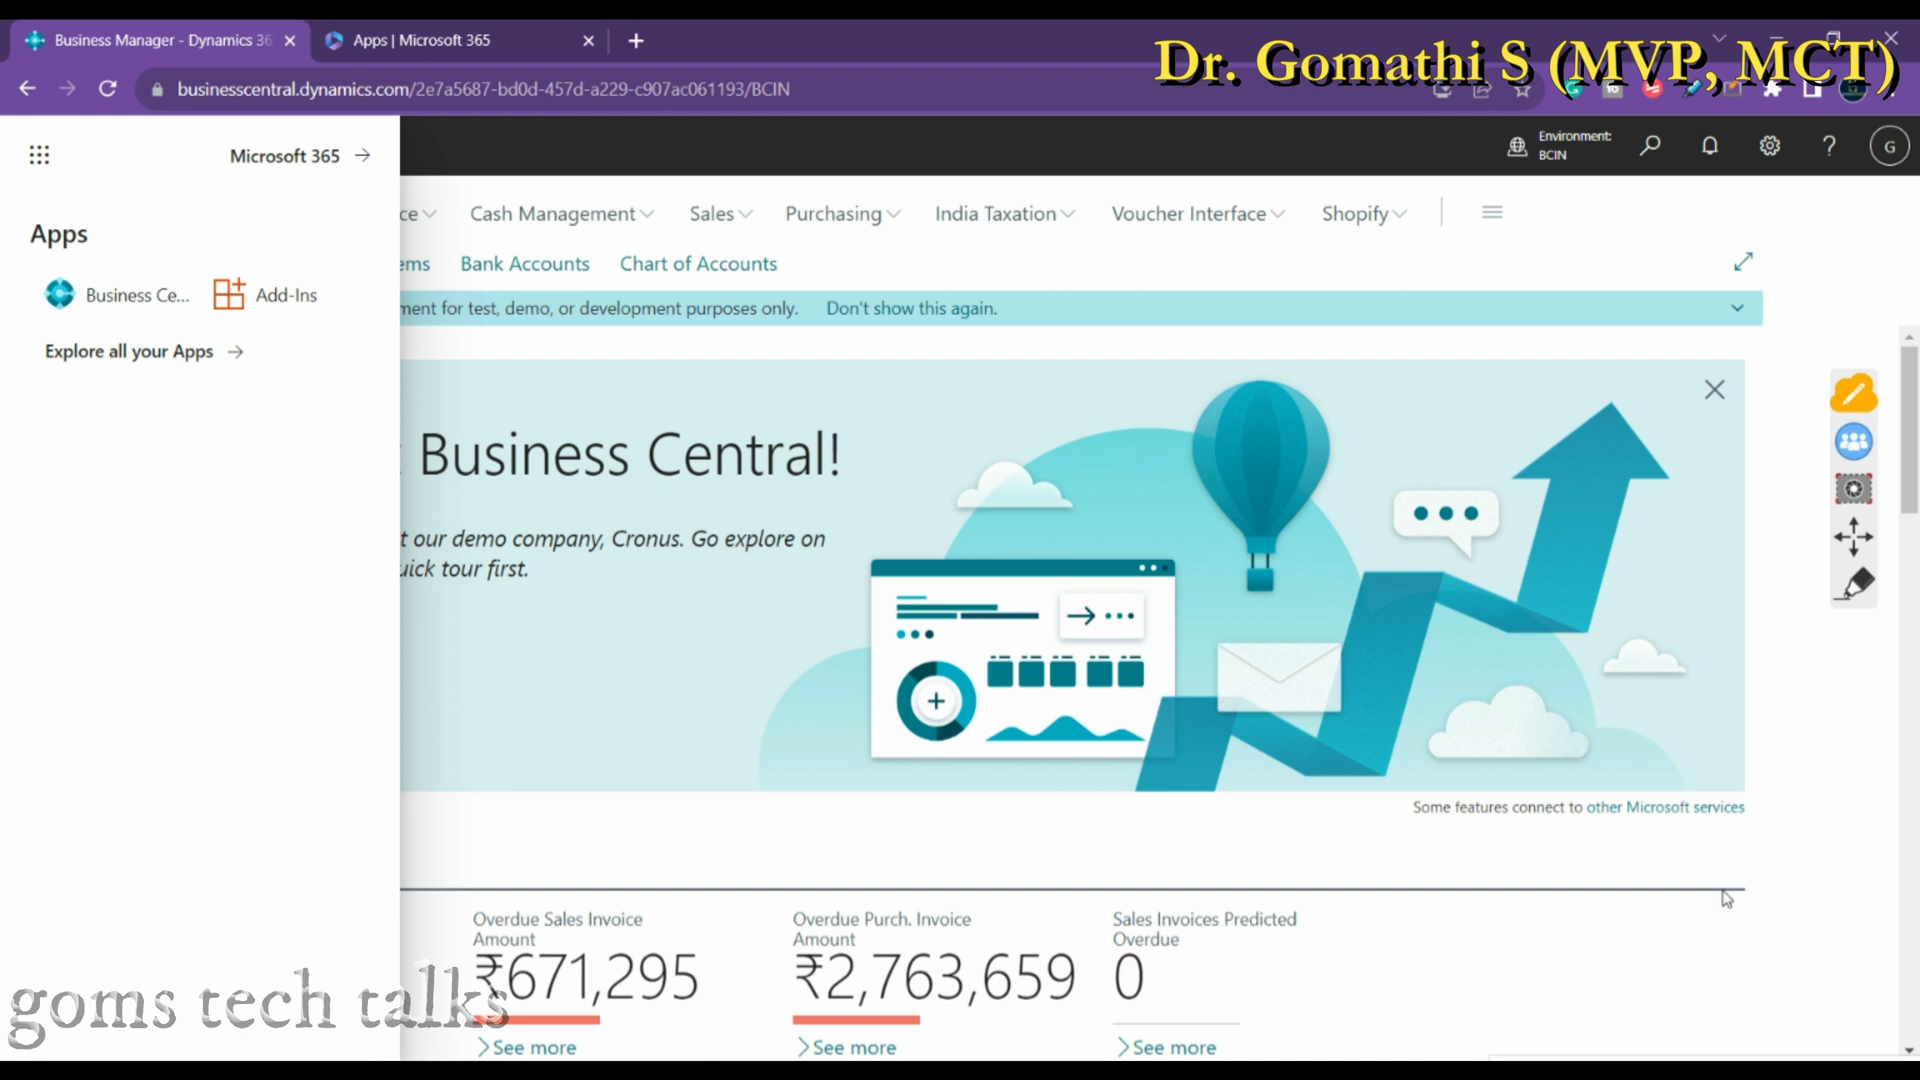 Business Manager - Dynamics 36
Apps | Microsoft 365
Dr. Gomathi S (MVP, MCT)
businesscentral.dynamics.com/2e7a5687-bd0d-457d-a229-c907ac061193/BCIN
Microsoft 365
Environment:
BCIN
G
Apps
ce
Cash Management
Sales
Purchasing
India Taxation
Voucher Interface
Shopify
ems
Bank Accounts
Chart of Accounts
Business Ce...
Add-Ins
ment for test, demo, or development purposes only.
Don't show this again.
Explore all your Apps
Business Central!
t our demo company, Cronus. Go explore on
uick tour first.
Some features connect to other Microsoft services
Overdue Sales Invoice
Amount
₹671,295
See more
Overdue Purch. Invoice
Amount
₹2,763,659
See more
Sales Invoices Predicted
Overdue
0
See more
goms tech talks